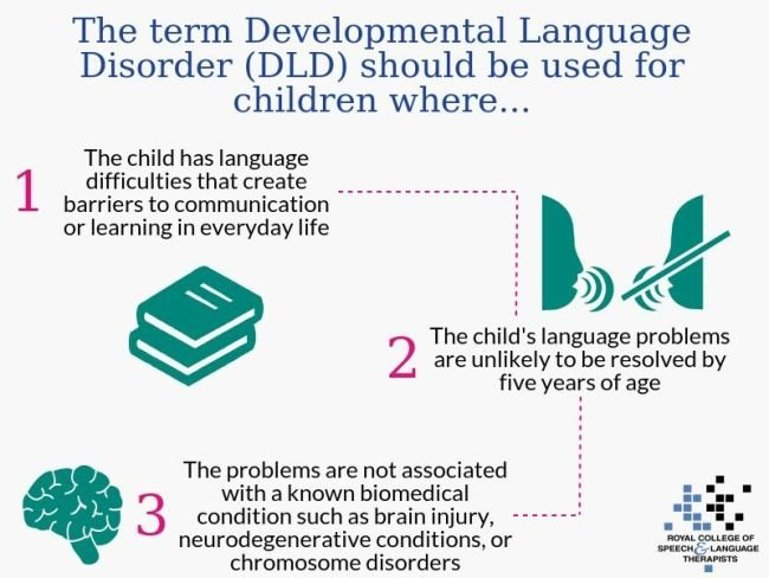 The term Developmental Language
Disorder (DLD) should be used for
children where...
1
The child has language
difficulties that create
barriers to communication
or learning in everyday life
2
The child's language problems
are unlikely to be resolved by
five years of age
3
The problems are not associated
with a known biomedical
condition such as brain injury,
neurodegenerative conditions, or
chromosome disorders
ROYAL COLLEGE OF
SPEECH & LANGUAGE
THERAPISTS